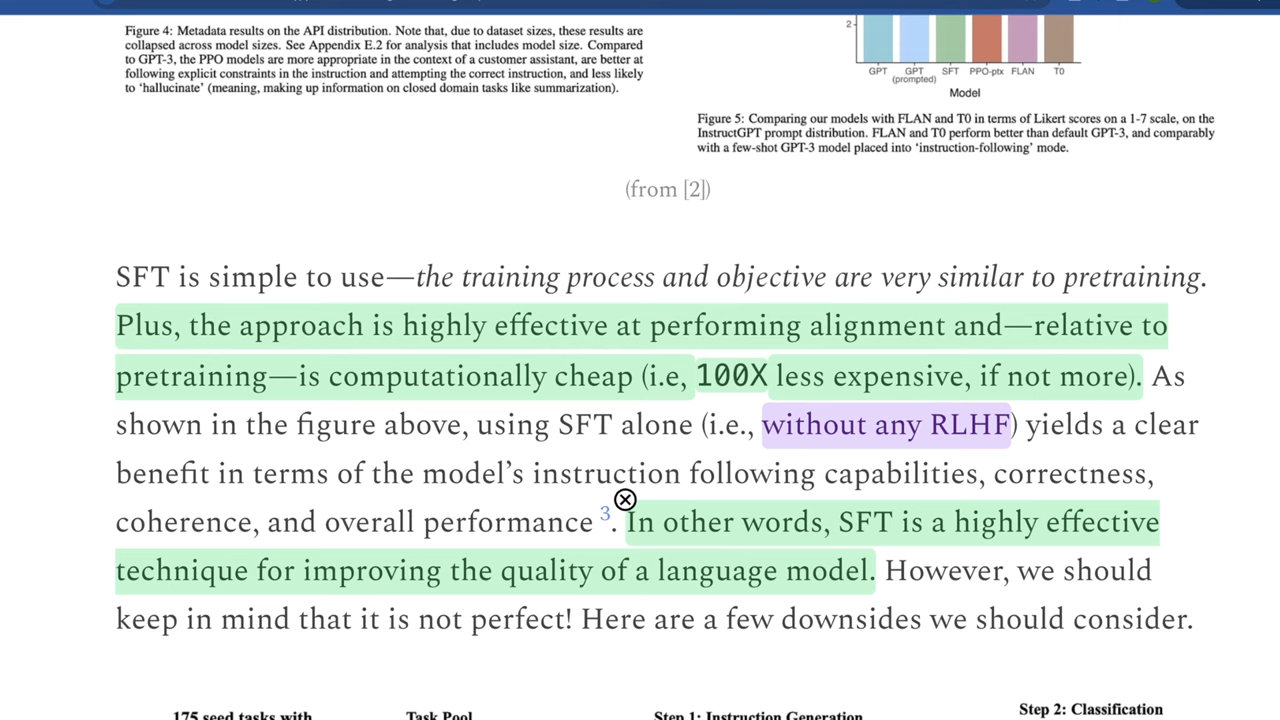 Figure 4: Metadata results on the API distribution. Note that, due to dataset sizes, these results are
collapsed across model sizes. See Appendix E.2 for analysis that includes model size. Compared
to GPT-3, the PPO models are more appropriate in the context of a customer assistant, are better at
following explicit constraints in the instruction and attempting the correct instruction, and less likely
to ‘hallucinate’ (meaning, making up information on closed domain tasks like summarization).
2
GPT GPT SFT PPO-ptx FLAN T0
(prompted)
Model
Figure 5: Comparing our models with FLAN and T0 in terms of Likert scores on a 1-7 scale, on the
InstructGPT prompt distribution. FLAN and T0 perform better than default GPT-3, and comparably
with a few-shot GPT-3 model placed into ‘instruction-following’ mode.
(from [2])
SFT is simple to use—the training process and objective are very similar to pretraining.
Plus, the approach is highly effective at performing alignment and—relative to
pretraining—is computationally cheap (i.e, 100X less expensive, if not more). As
shown in the figure above, using SFT alone (i.e., without any RLHF) yields a clear
benefit in terms of the model’s instruction following capabilities, correctness,
coherence, and overall performance 3. In other words, SFT is a highly effective
technique for improving the quality of a language model. However, we should
keep in mind that it is not perfect! Here are a few downsides we should consider.
175 seed tasks with Task Pool Step 1: Instruction Generation Step 2: Classification